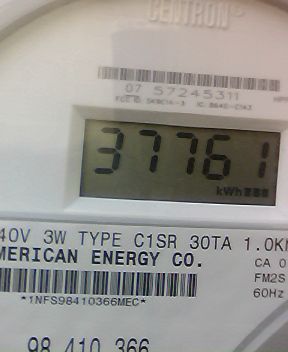 CENTRON®
07 57245311
37761
kWh
40V 3W TYPE C1SR 30TA 1.0K
MERICAN ENERGY CO.
CA 0
FM2S
60Hz
*1NFS98410366MEC*
98 410 366